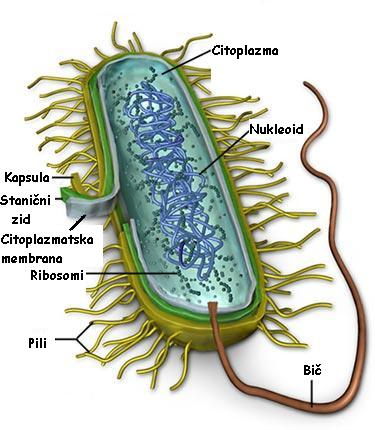 Citoplazma
Nukleoid
Kapsula
Stanični
zid
Citoplazmatska
membrana
Ribosomi
Pili
Bič